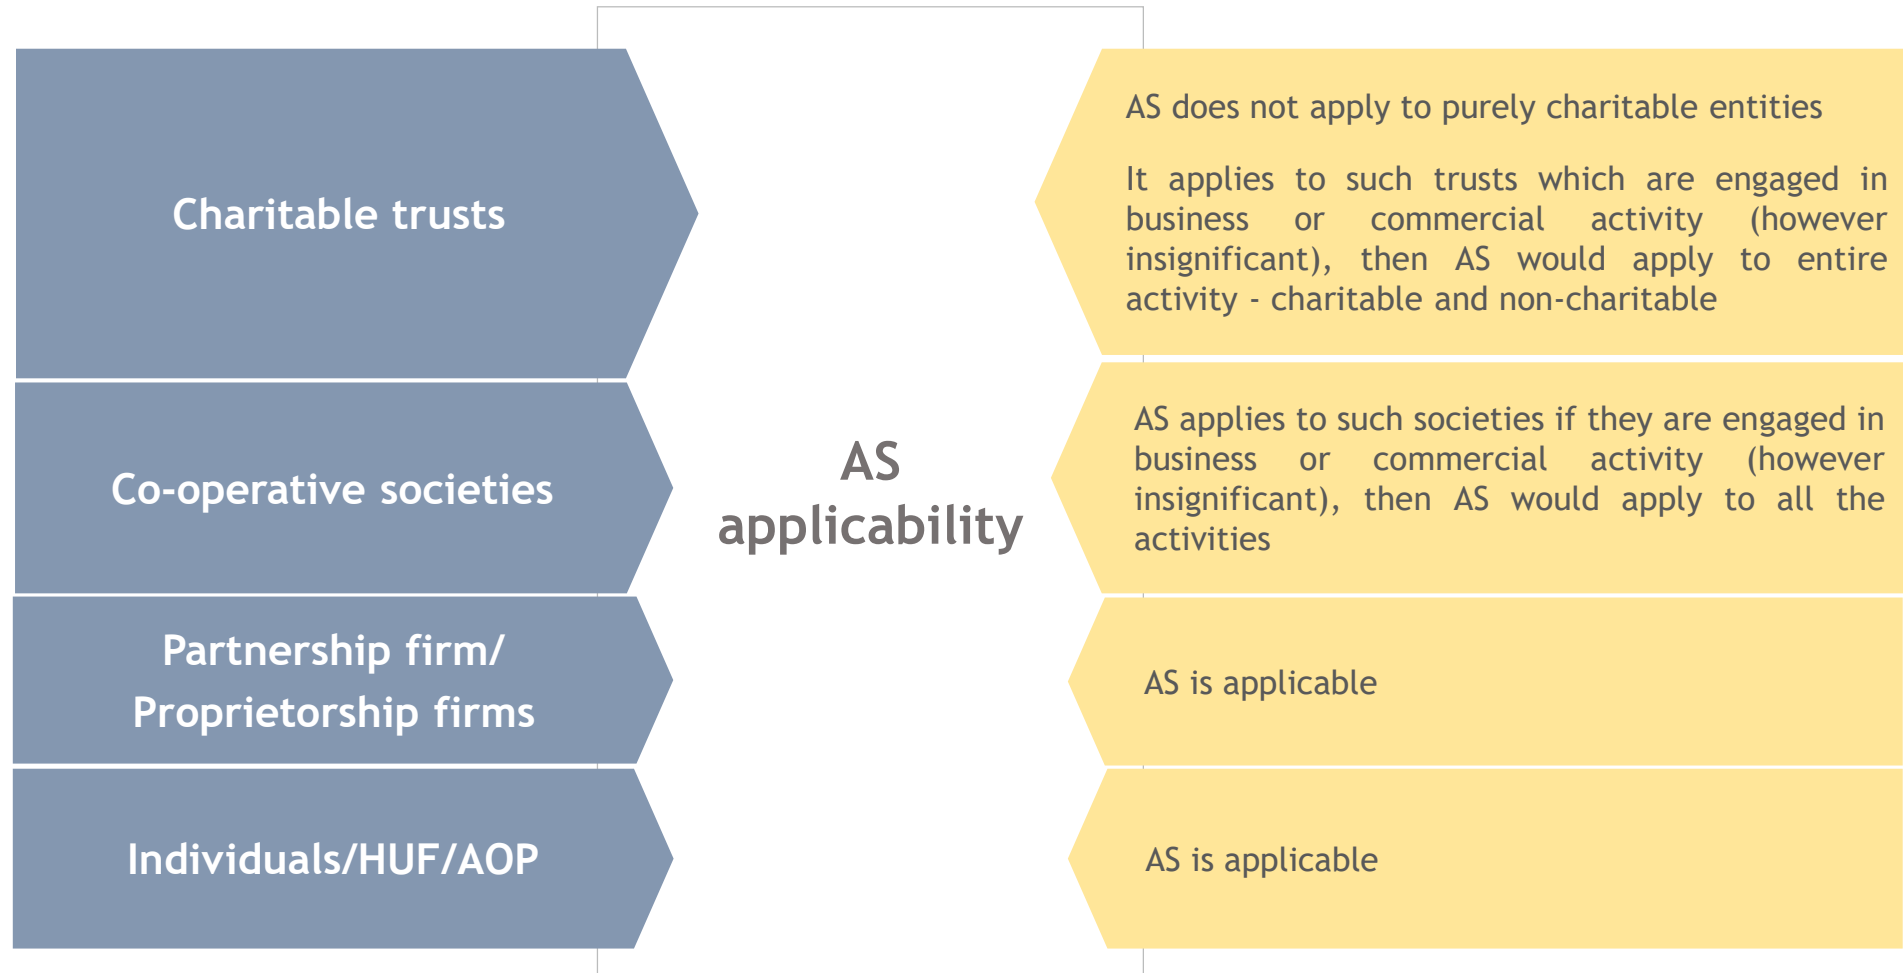 Charitable trusts
AS does not apply to purely charitable entities
It applies to such trusts which are engaged in
business or commercial activity (however
insignificant), then AS would apply to entire
activity - charitable and non-charitable
Co-operative societies
AS
applicability
AS applies to such societies if they are engaged in
business or commercial activity (however
insignificant), then AS would apply to all the
activities
Partnership firm/
Proprietorship firms
AS is applicable
Individuals/HUF/AOP
AS is applicable